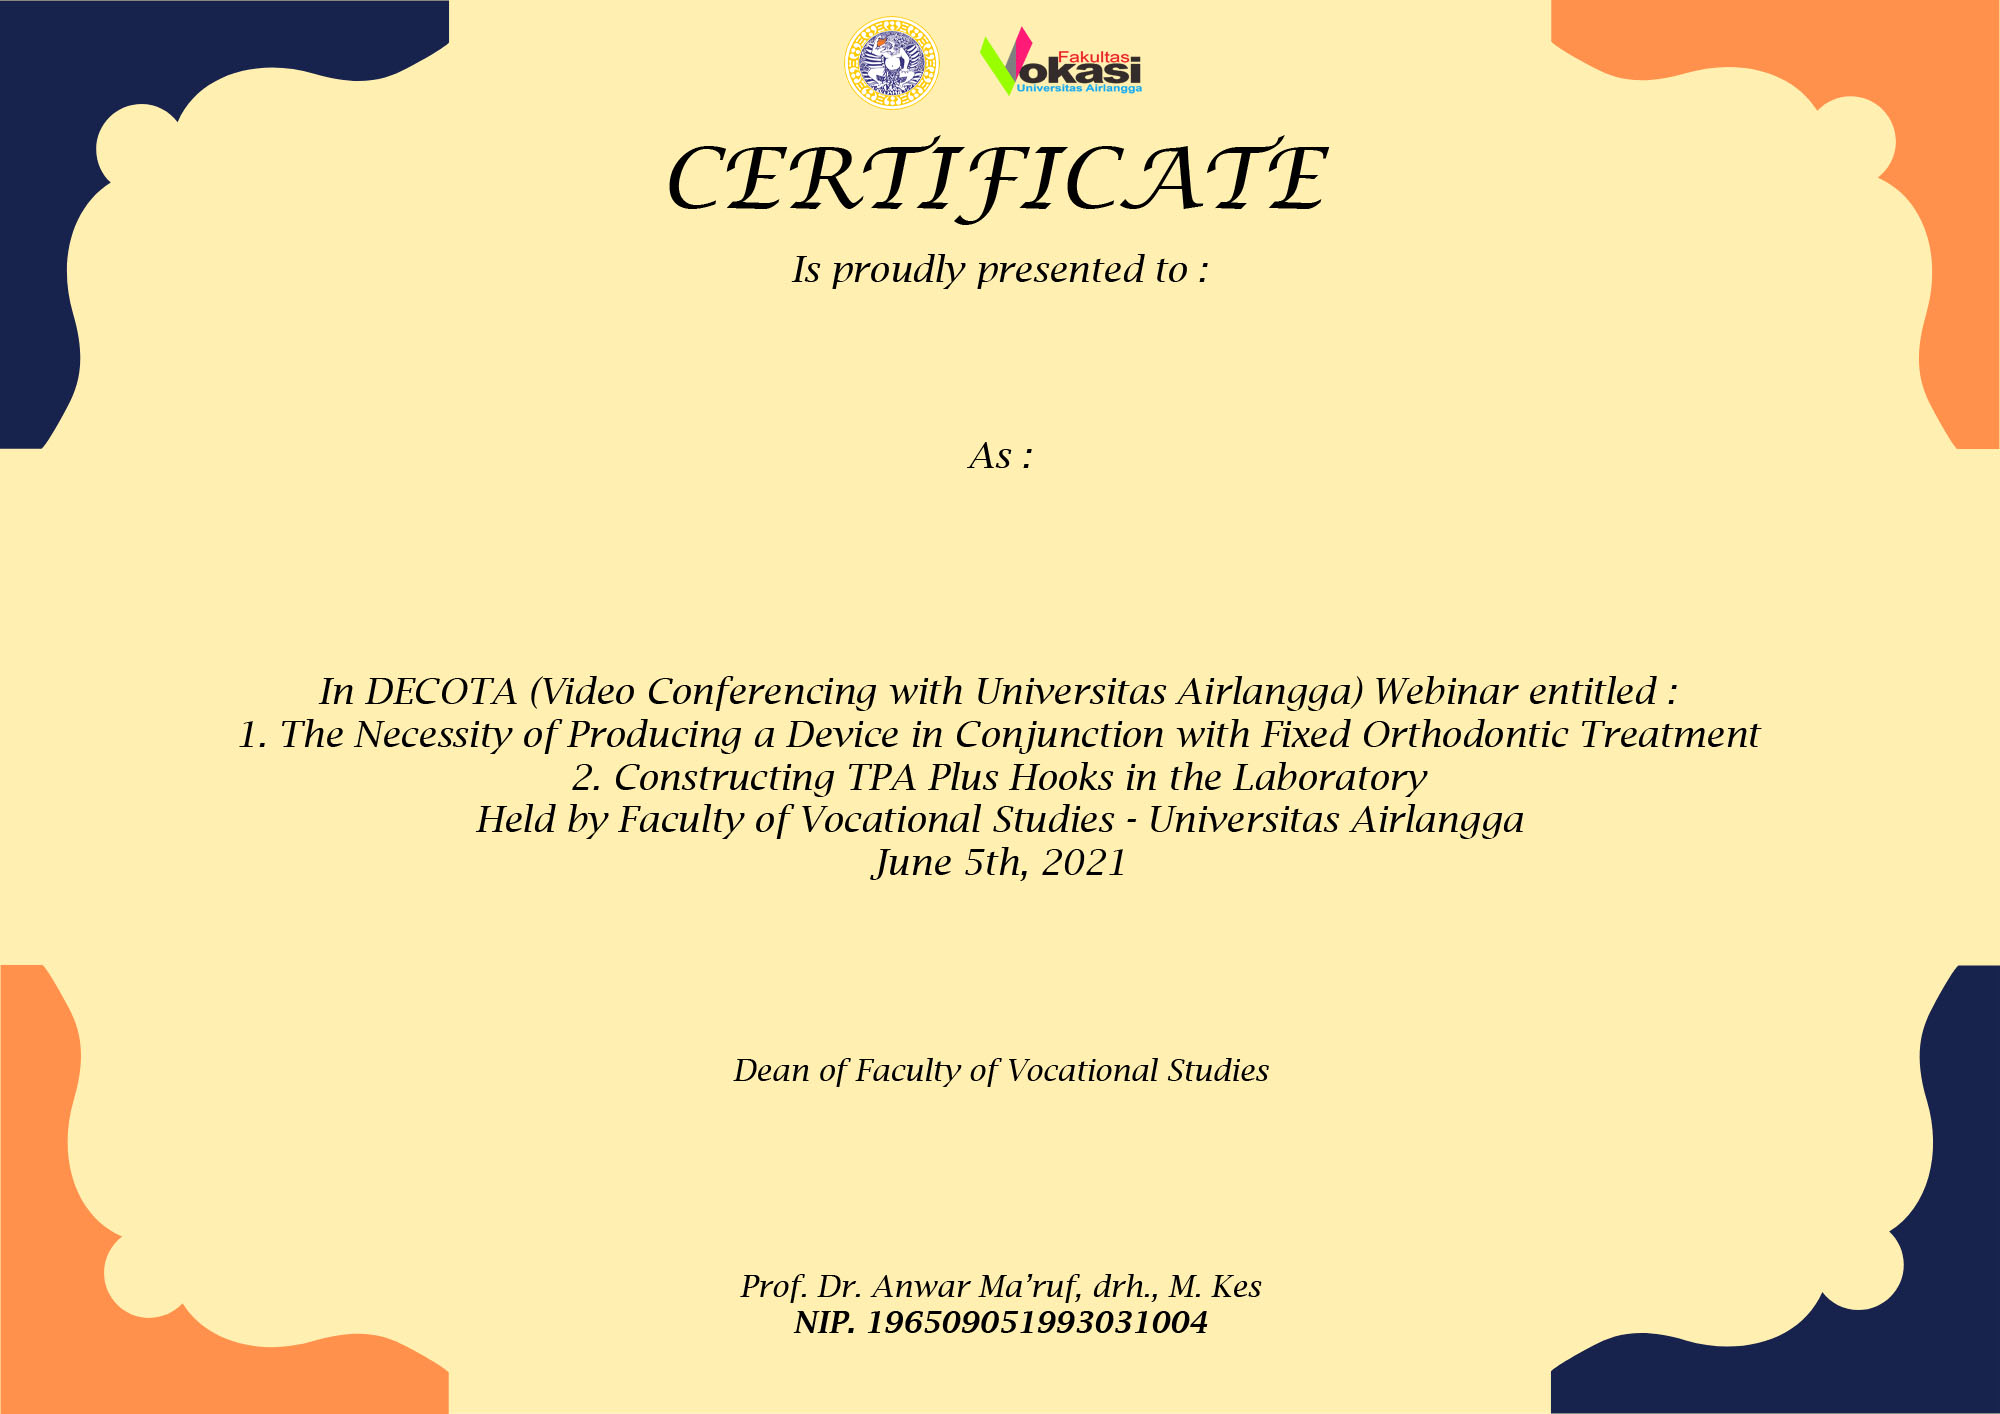 Fakultas
Vokasi
Universitas Airlangga
CERTIFICATE
Is proudly presented to :
As :
In DECOTA (Video Conferencing with Universitas Airlangga) Webinar entitled :
1. The Necessity of Producing a Device in Conjunction with Fixed Orthodontic Treatment
2. Constructing TPA Plus Hooks in the Laboratory
Held by Faculty of Vocational Studies - Universitas Airlangga
June 5th, 2021
Dean of Faculty of Vocational Studies
Prof. Dr. Anwar Ma’ruf, drh., M. Kes
NIP. 196509051993031004